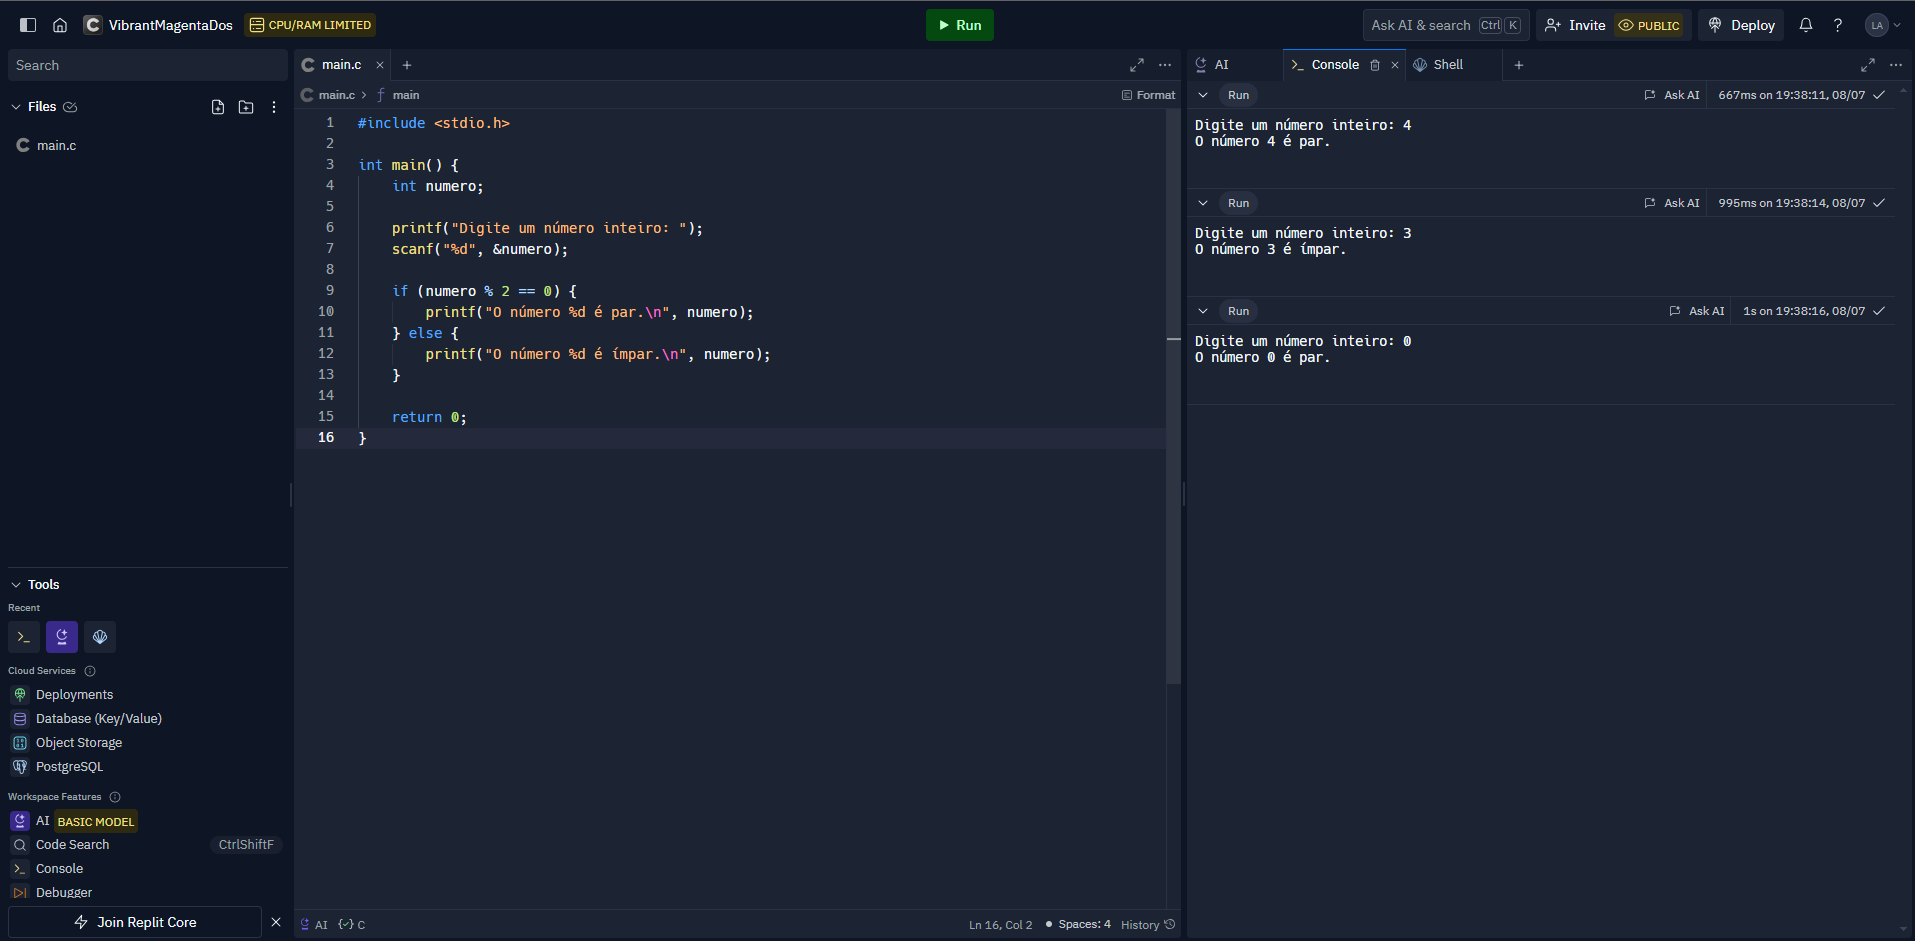 VibrantMagentaDos CPU/RAM LIMITED Run Ask AI & search Ctrl K Invite PUBLIC Deploy LA
Search
Files
main.c
Tools
Recent
Cloud Services
Deployments
Database (Key/Value)
Object Storage
PostgreSQL
Workspace Features
AI BASIC MODEL
Code Search CtrlShiftF
Console
Debugger
Join Replit Core
main.c
main.c > main Format
1 #include <stdio.h>
2
3 int main() {
4 int numero;
5
6 printf("Digite um número inteiro: ");
7 scanf("%d", &numero);
8
9 if (numero % 2 == 0) {
10 printf("O número %d é par.\n", numero);
11 } else {
12 printf("O número %d é ímpar.\n", numero);
13 }
14
15 return 0;
16 }
AI C Ln 16, Col 2 Spaces: 4 History
AI Console Shell
Run Ask AI 667ms on 19:38:11, 08/07
Digite um número inteiro: 4
O número 4 é par.
Run Ask AI 995ms on 19:38:14, 08/07
Digite um número inteiro: 3
O número 3 é ímpar.
Run Ask AI 1s on 19:38:16, 08/07
Digite um número inteiro: 0
O número 0 é par.